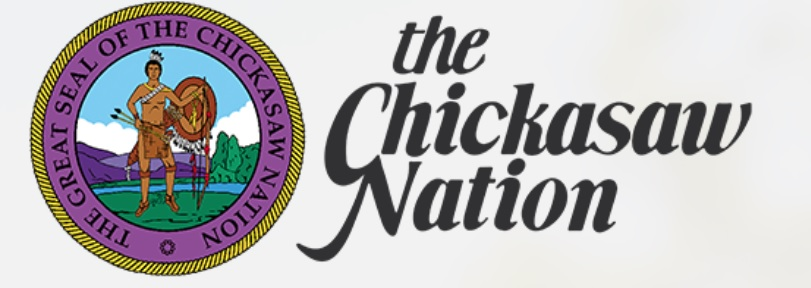 THE GREAT SEAL OF THE CHICKASAW NATION
the
Chickasaw
Nation